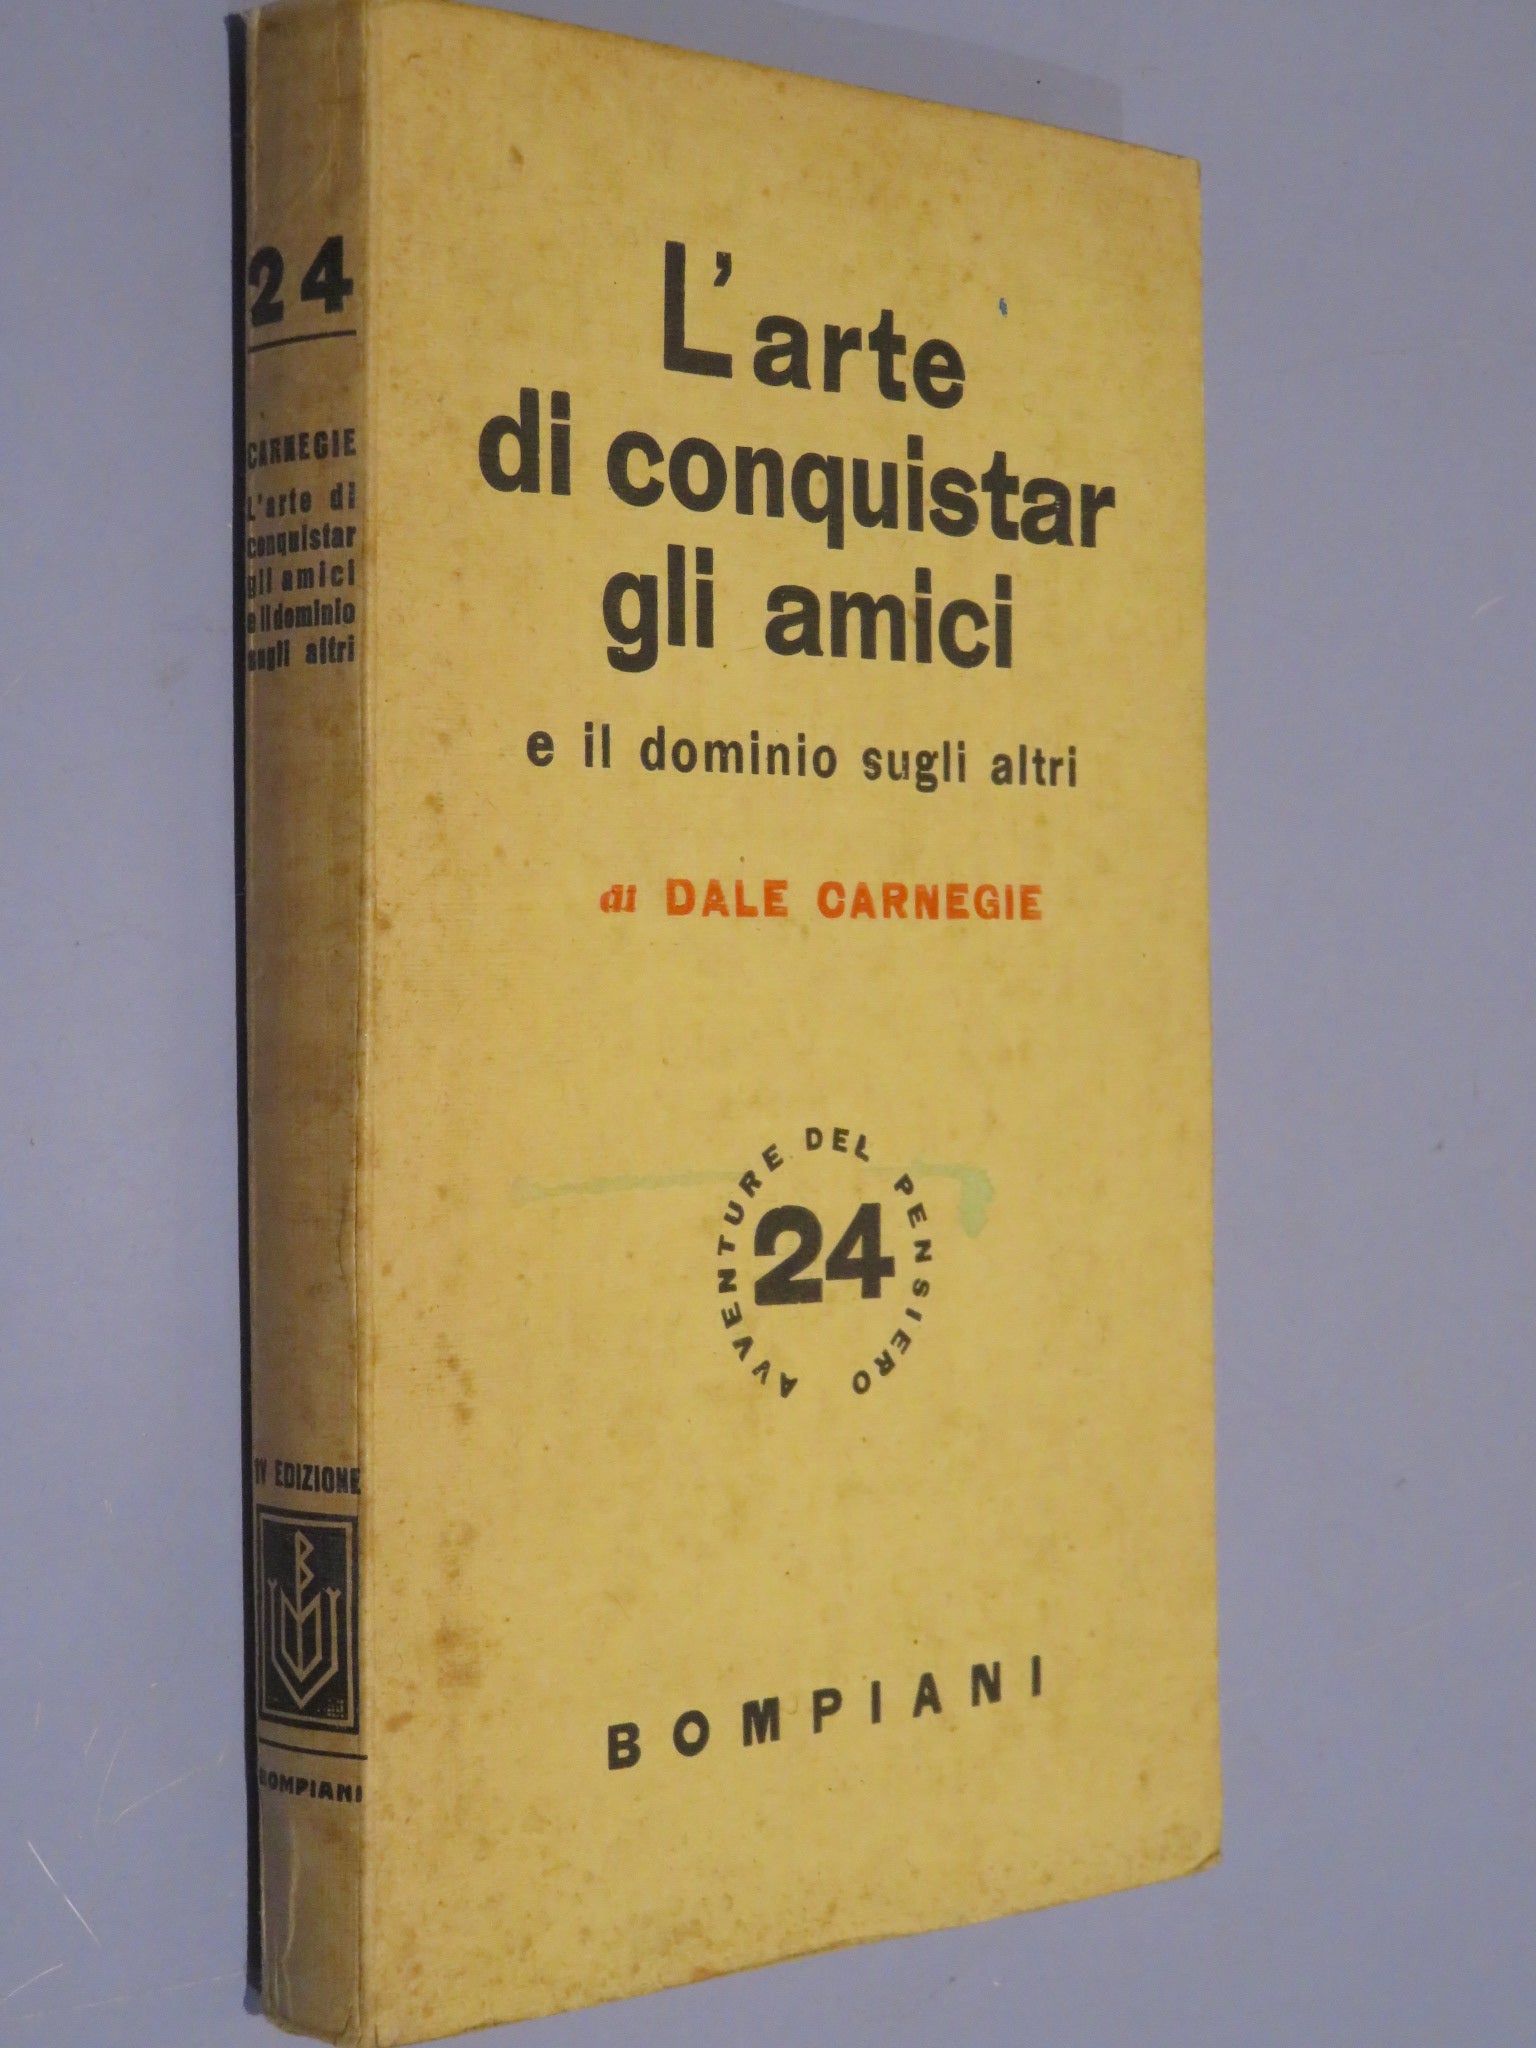 24
CARNEGIE
L'arte di
conquistar
gli amici
e il dominio
sugli altri
IV EDIZIONE
B
BOMPIANI
L'arte
di conquistar
gli amici
e il dominio sugli altri
di DALE CARNEGIE
AVVENTURE DEL PENSIERO
24
BOMPIANI